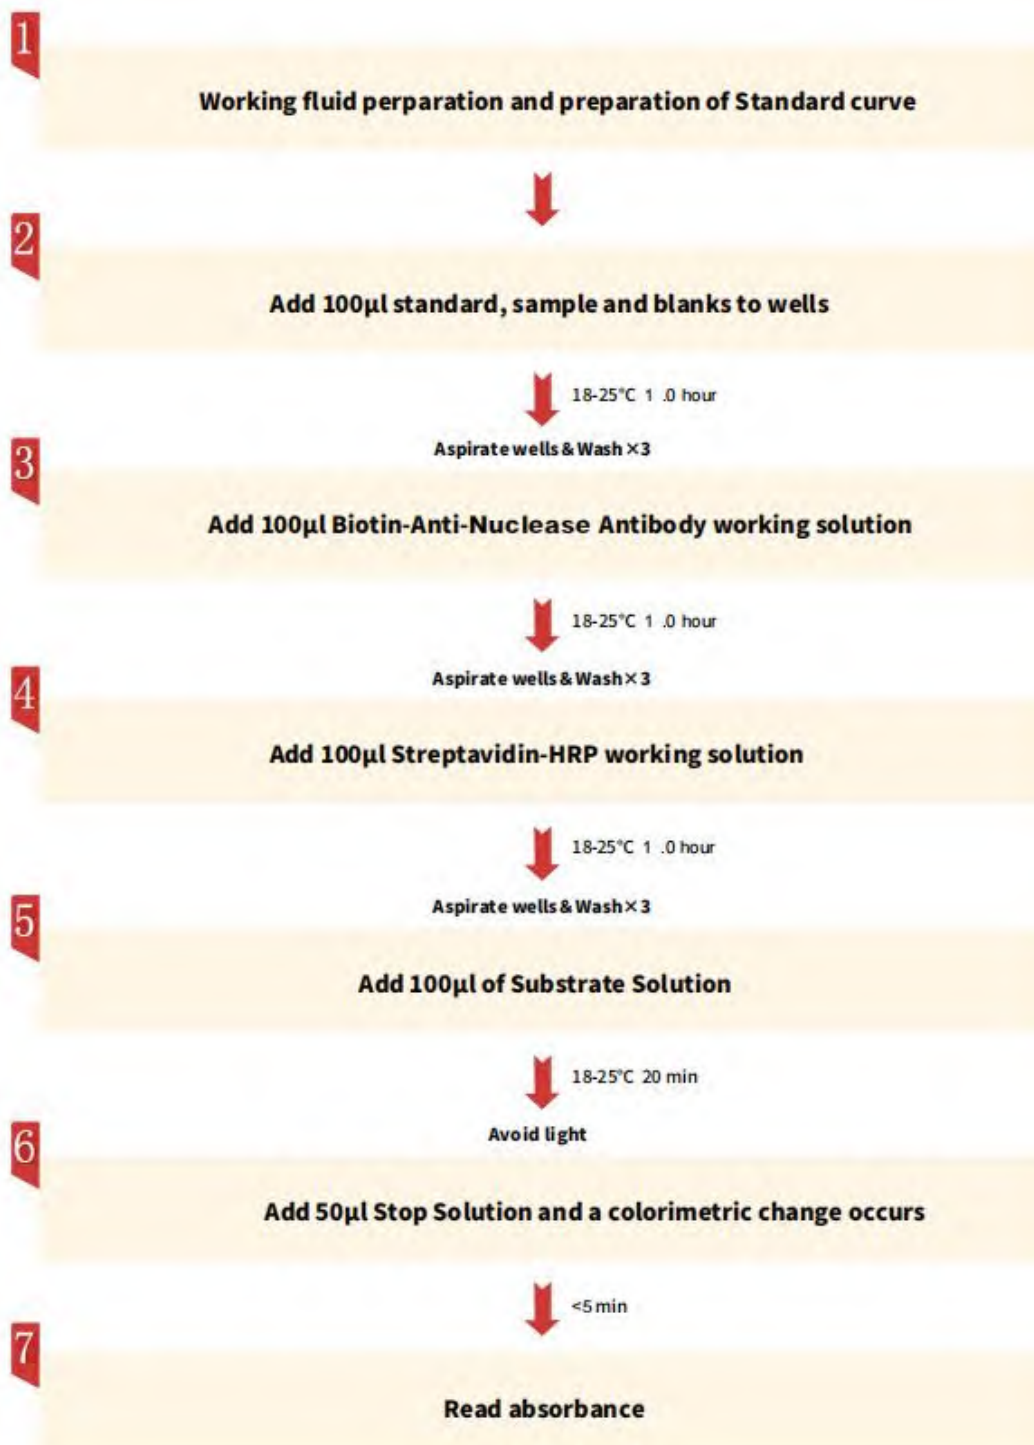 1
Working fluid perparation and preparation of Standard curve
2
Add 100μl standard, sample and blanks to wells
18-25°C 1 .0 hour
Aspirate wells & Wash×3
3
Add 100μl Biotin-Anti-Nuclease Antibody working solution
18-25°C 1 .0 hour
Aspirate wells & Wash×3
4
Add 100μl Streptavidin-HRP working solution
18-25°C 1 .0 hour
Aspirate wells & Wash×3
5
Add 100μl of Substrate Solution
18-25°C 20 min
Avoid light
6
Add 50μl Stop Solution and a colorimetric change occurs
<5 min
7
Read absorbance